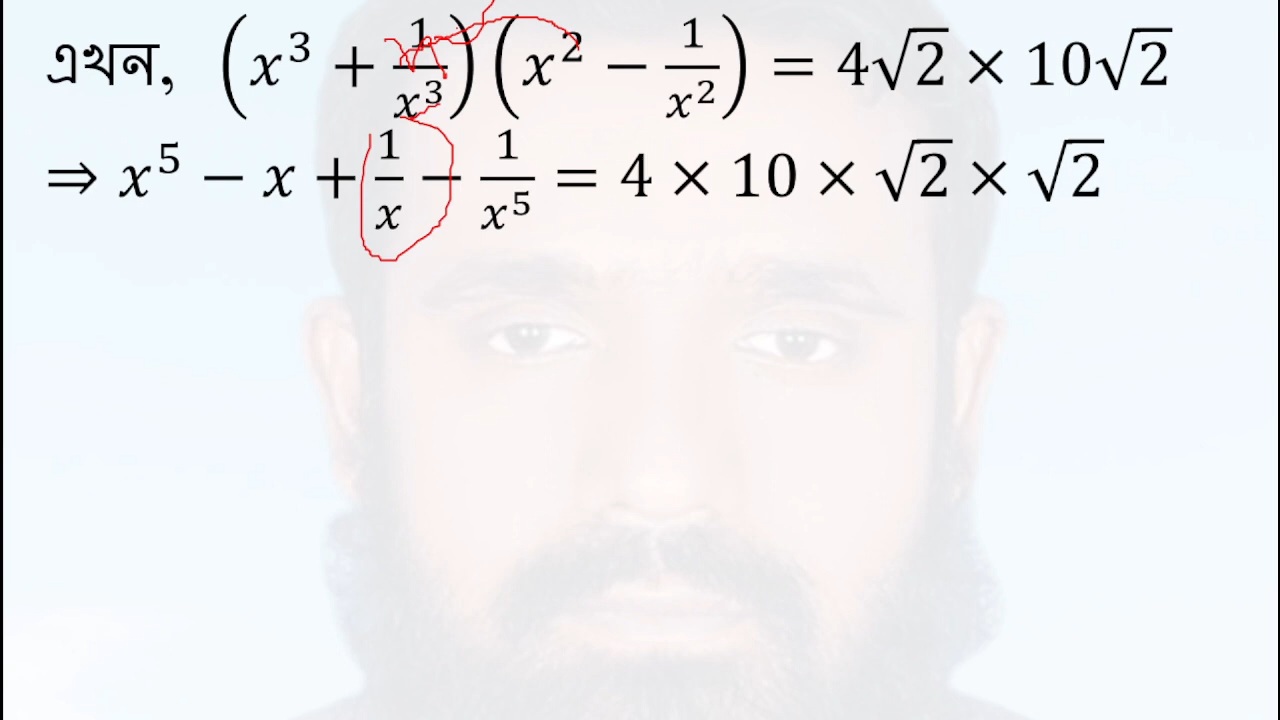 এখন, (x³ + 1/x³)(x² − 1/x²) = 4√2 × 10√2
⇒ x⁵ − x + 1/x − 1/x⁵ = 4 × 10 × √2 × √2